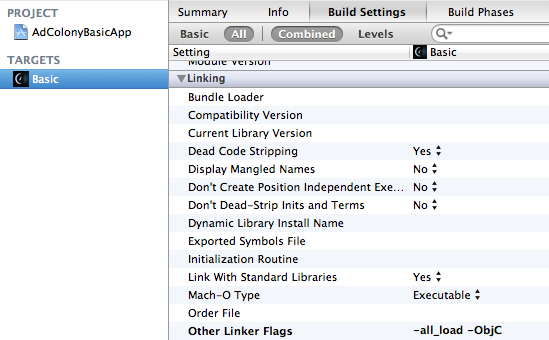 PROJECT
AdColonyBasicApp
TARGETS
Basic
Summary Info Build Settings Build Phases
Basic All Combined Levels
Setting Basic
Module Version
Linking
Bundle Loader
Compatibility Version
Current Library Version
Dead Code Stripping Yes
Display Mangled Names No
Don't Create Position Independent Exe... No
Don't Dead-Strip Inits and Terms No
Dynamic Library Install Name
Exported Symbols File
Initialization Routine
Link With Standard Libraries Yes
Mach-O Type Executable
Order File
Other Linker Flags -all_load -ObjC